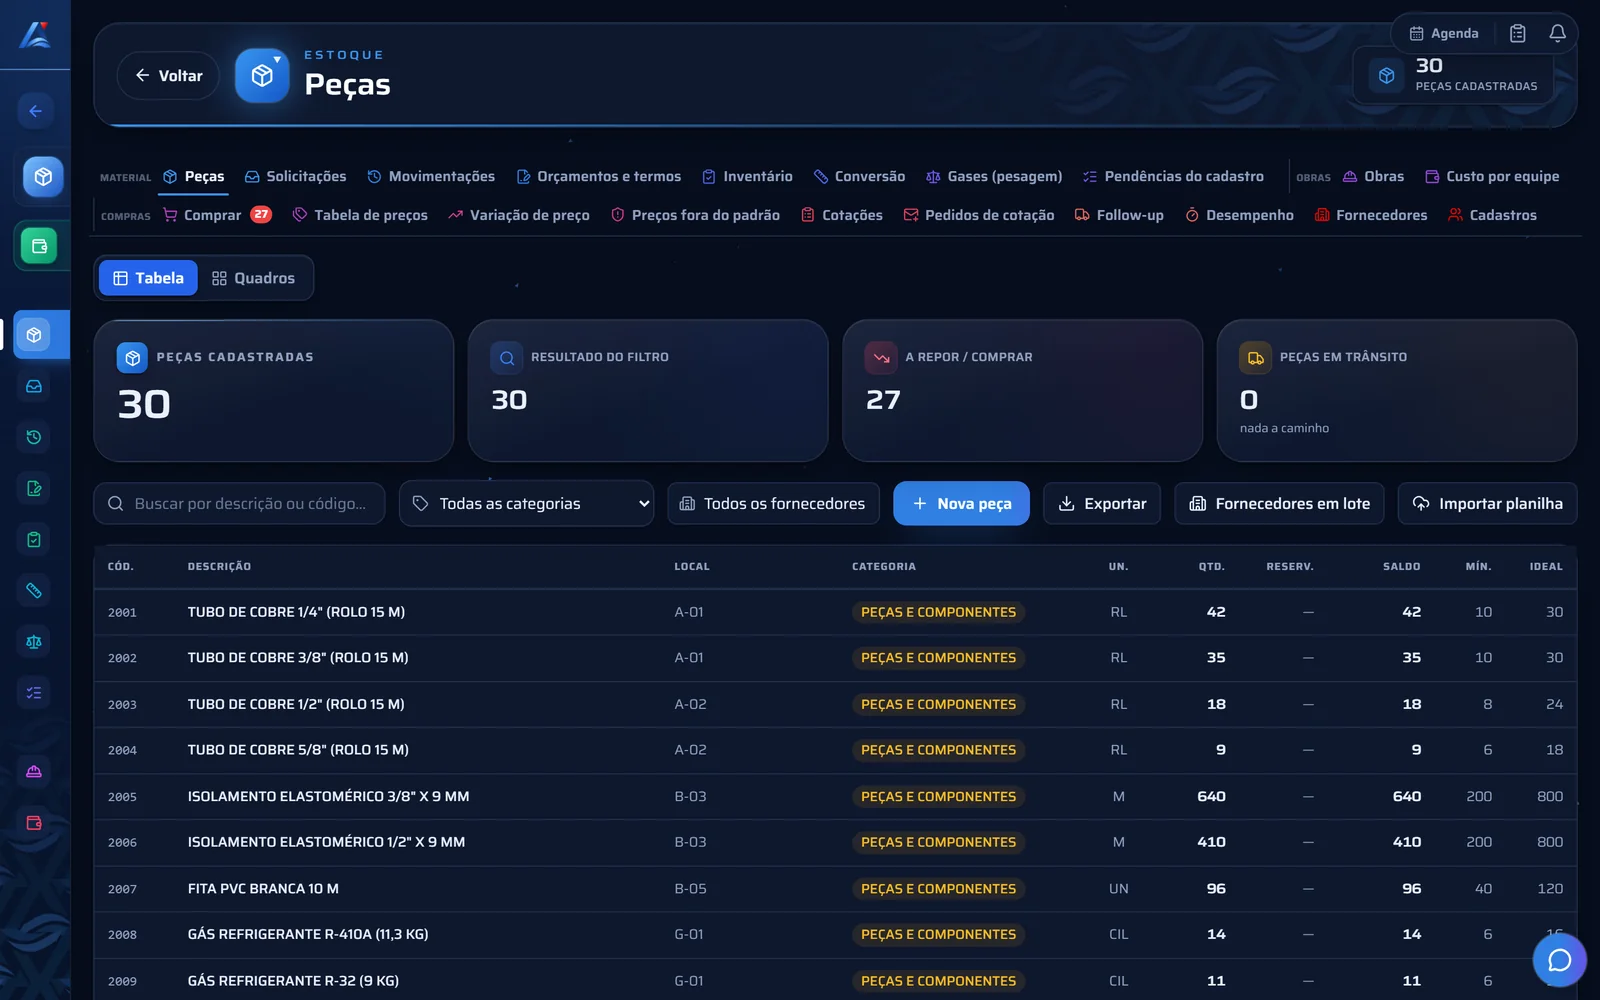 Agenda
Voltar
ESTOQUE
Peças
30
PEÇAS CADASTRADAS
MATERIAL Peças Solicitações Movimentações Orçamentos e termos Inventário Conversão Gases (pesagem) Pendências do cadastro OBRAS Obras Custo por equipe
COMPRAS Comprar 27 Tabela de preços Variação de preço Preços fora do padrão Cotações Pedidos de cotação Follow-up Desempenho Fornecedores Cadastros
Tabela Quadros
PEÇAS CADASTRADAS
30
RESULTADO DO FILTRO
30
A REPOR / COMPRAR
27
PEÇAS EM TRÂNSITO
0
nada a caminho
Buscar por descrição ou código... Todas as categorias Todos os fornecedores Nova peça Exportar Fornecedores em lote Importar planilha
CÓD. DESCRIÇÃO LOCAL CATEGORIA UN. QTD. RESERV. SALDO MÍN. IDEAL
2001 TUBO DE COBRE 1/4" (ROLO 15 M) A-01 PEÇAS E COMPONENTES RL 42 — 42 10 30
2002 TUBO DE COBRE 3/8" (ROLO 15 M) A-01 PEÇAS E COMPONENTES RL 35 — 35 10 30
2003 TUBO DE COBRE 1/2" (ROLO 15 M) A-02 PEÇAS E COMPONENTES RL 18 — 18 8 24
2004 TUBO DE COBRE 5/8" (ROLO 15 M) A-02 PEÇAS E COMPONENTES RL 9 — 9 6 18
2005 ISOLAMENTO ELASTOMÉRICO 3/8" X 9 MM B-03 PEÇAS E COMPONENTES M 640 — 640 200 800
2006 ISOLAMENTO ELASTOMÉRICO 1/2" X 9 MM B-03 PEÇAS E COMPONENTES M 410 — 410 200 800
2007 FITA PVC BRANCA 10 M B-05 PEÇAS E COMPONENTES UN 96 — 96 40 120
2008 GÁS REFRIGERANTE R-410A (11,3 KG) G-01 PEÇAS E COMPONENTES CIL 14 — 14 6
2009 GÁS REFRIGERANTE R-32 (9 KG) G-01 PEÇAS E COMPONENTES CIL 11 — 11 6